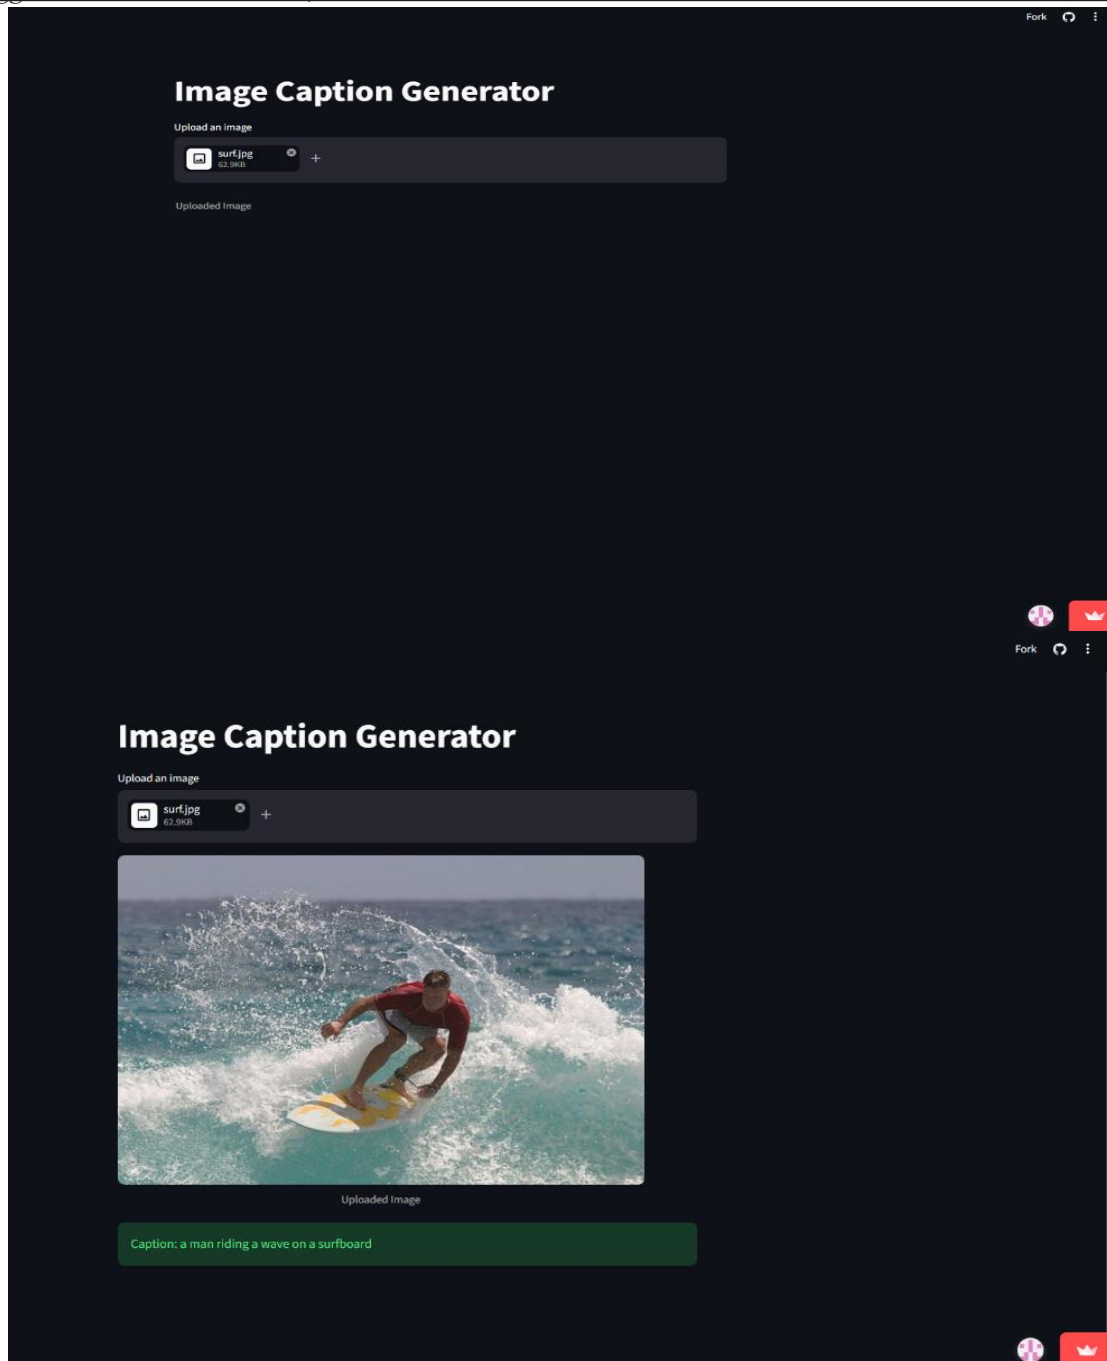 Fork
Image Caption Generator
Upload an image
surf.jpg
62.9KB
Uploaded Image
Fork
Image Caption Generator
Upload an image
surf.jpg
62.9KB
Uploaded Image
Caption: a man riding a wave on a surfboard